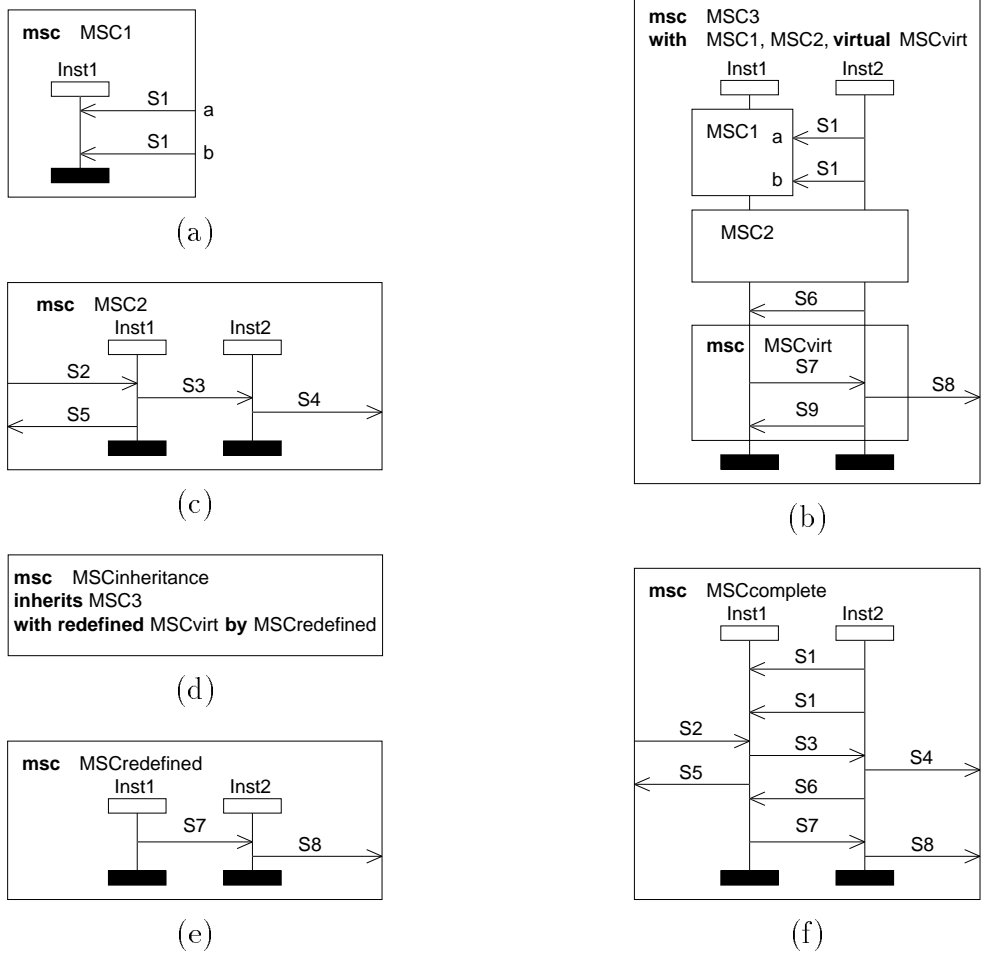 msc MSC1
Inst1
S1
a
S1
b
(a)
msc MSC3
with MSC1, MSC2, virtual MSCvirt
Inst1 Inst2
MSC1
a S1
b S1
MSC2
S6
msc MSCvirt
S7
S8
S9
(b)
msc MSC2
Inst1 Inst2
S2
S3
S4
S5
(c)
msc MSCinheritance
inherits MSC3
with redefined MSCvirt by MSCredefined
(d)
msc MSCredefined
Inst1 Inst2
S7
S8
(e)
msc MSCcomplete
Inst1 Inst2
S1
S1
S2
S3 S4
S5
S6
S7
S8
(f)